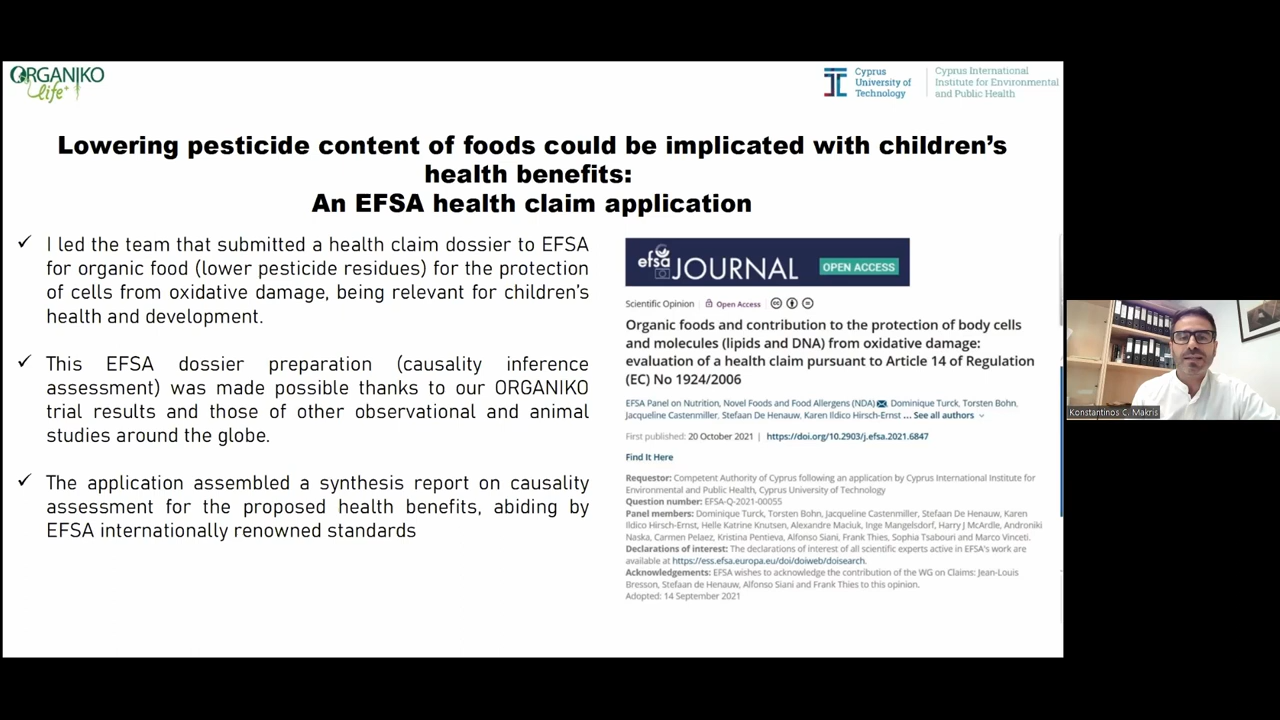 ORGANIKO
life+
Cyprus
University of
Technology
Cyprus International
Institute for Environmental
and Public Health
Lowering pesticide content of foods could be implicated with children's
health benefits:
An EFSA health claim application
✓ I led the team that submitted a health claim dossier to EFSA
for organic food (lower pesticide residues) for the protection
of cells from oxidative damage, being relevant for children's
health and development.
✓ This EFSA dossier preparation (causality inference
assessment) was made possible thanks to our ORGANIKO
trial results and those of other observational and animal
studies around the globe.
✓ The application assembled a synthesis report on causality
assessment for the proposed health benefits, abiding by
EFSA internationally renowned standards
efsa JOURNAL OPEN ACCESS
Scientific Opinion Open Access
Organic foods and contribution to the protection of body cells
and molecules (lipids and DNA) from oxidative damage:
evaluation of a health claim pursuant to Article 14 of Regulation
(EC) No 1924/2006
EFSA Panel on Nutrition, Novel Foods and Food Allergens (NDA), Dominique Turck, Torsten Bohn,
Jacqueline Castenmiller, Stefaan De Henauw, Karen Ildico Hirsch-Ernst ... See all authors
First published: 20 October 2021 | https://doi.org/10.2903/j.efsa.2021.6847
Find It Here
Requestor: Competent Authority of Cyprus following an application by Cyprus International Institute for
Environmental and Public Health, Cyprus University of Technology
Question number: EFSA-Q-2021-00055
Panel members: Dominique Turck, Torsten Bohn, Jacqueline Castenmiller, Stefaan De Henauw, Karen
Ildico Hirsch-Ernst, Helle Katrine Knutsen, Alexandre Maciuk, Inge Mangelsdorf, Harry J McArdle, Androniki
Naska, Carmen Pelaez, Kristina Pentieva, Alfonso Siani, Frank Thies, Sophia Tsabouri and Marco Vinceti.
Declarations of interest: The declarations of interest of all scientific experts active in EFSA's work are
available at https://ess.efsa.europa.eu/doi/doiweb/doisearch.
Acknowledgements: EFSA wishes to acknowledge the contribution of the WG on Claims: Jean-Louis
Bresson, Stefaan de Henauw, Alfonso Siani and Frank Thies to this opinion.
Adopted: 14 September 2021
Konstantinos C. Makris